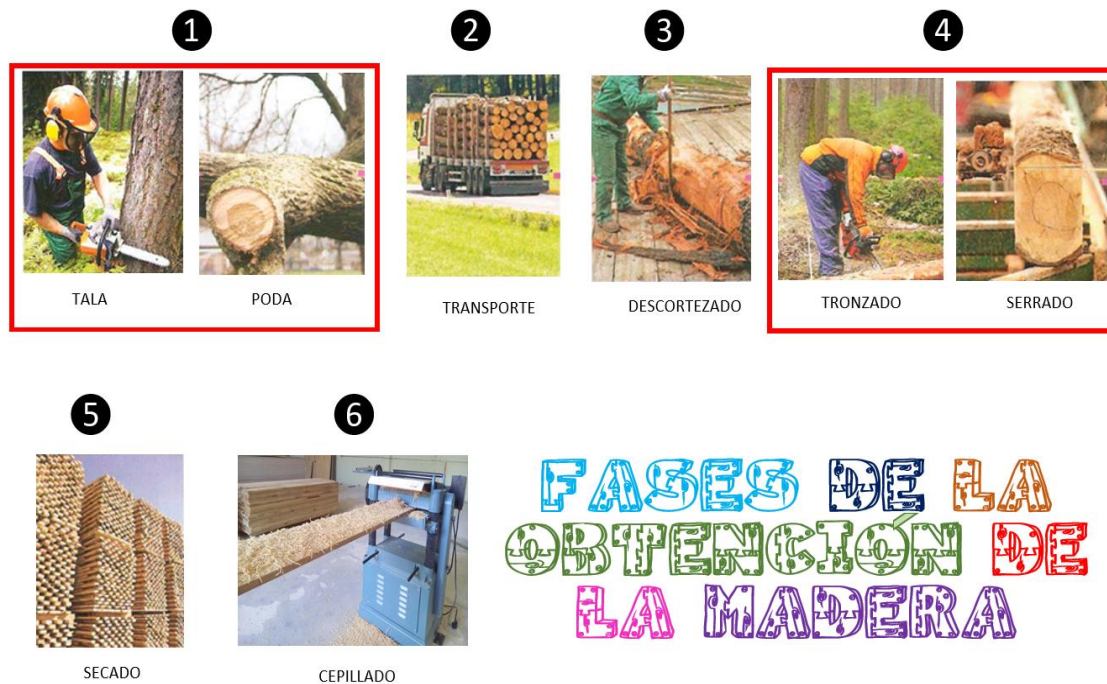 1 2 3 4
TALA PODA TRANSPORTE DESCORTEZADO TRONZADO SERRADO
5 6
SECADO CEPILLADO
FASES DE LA
OBTENCIÓN DE
LA MADERA